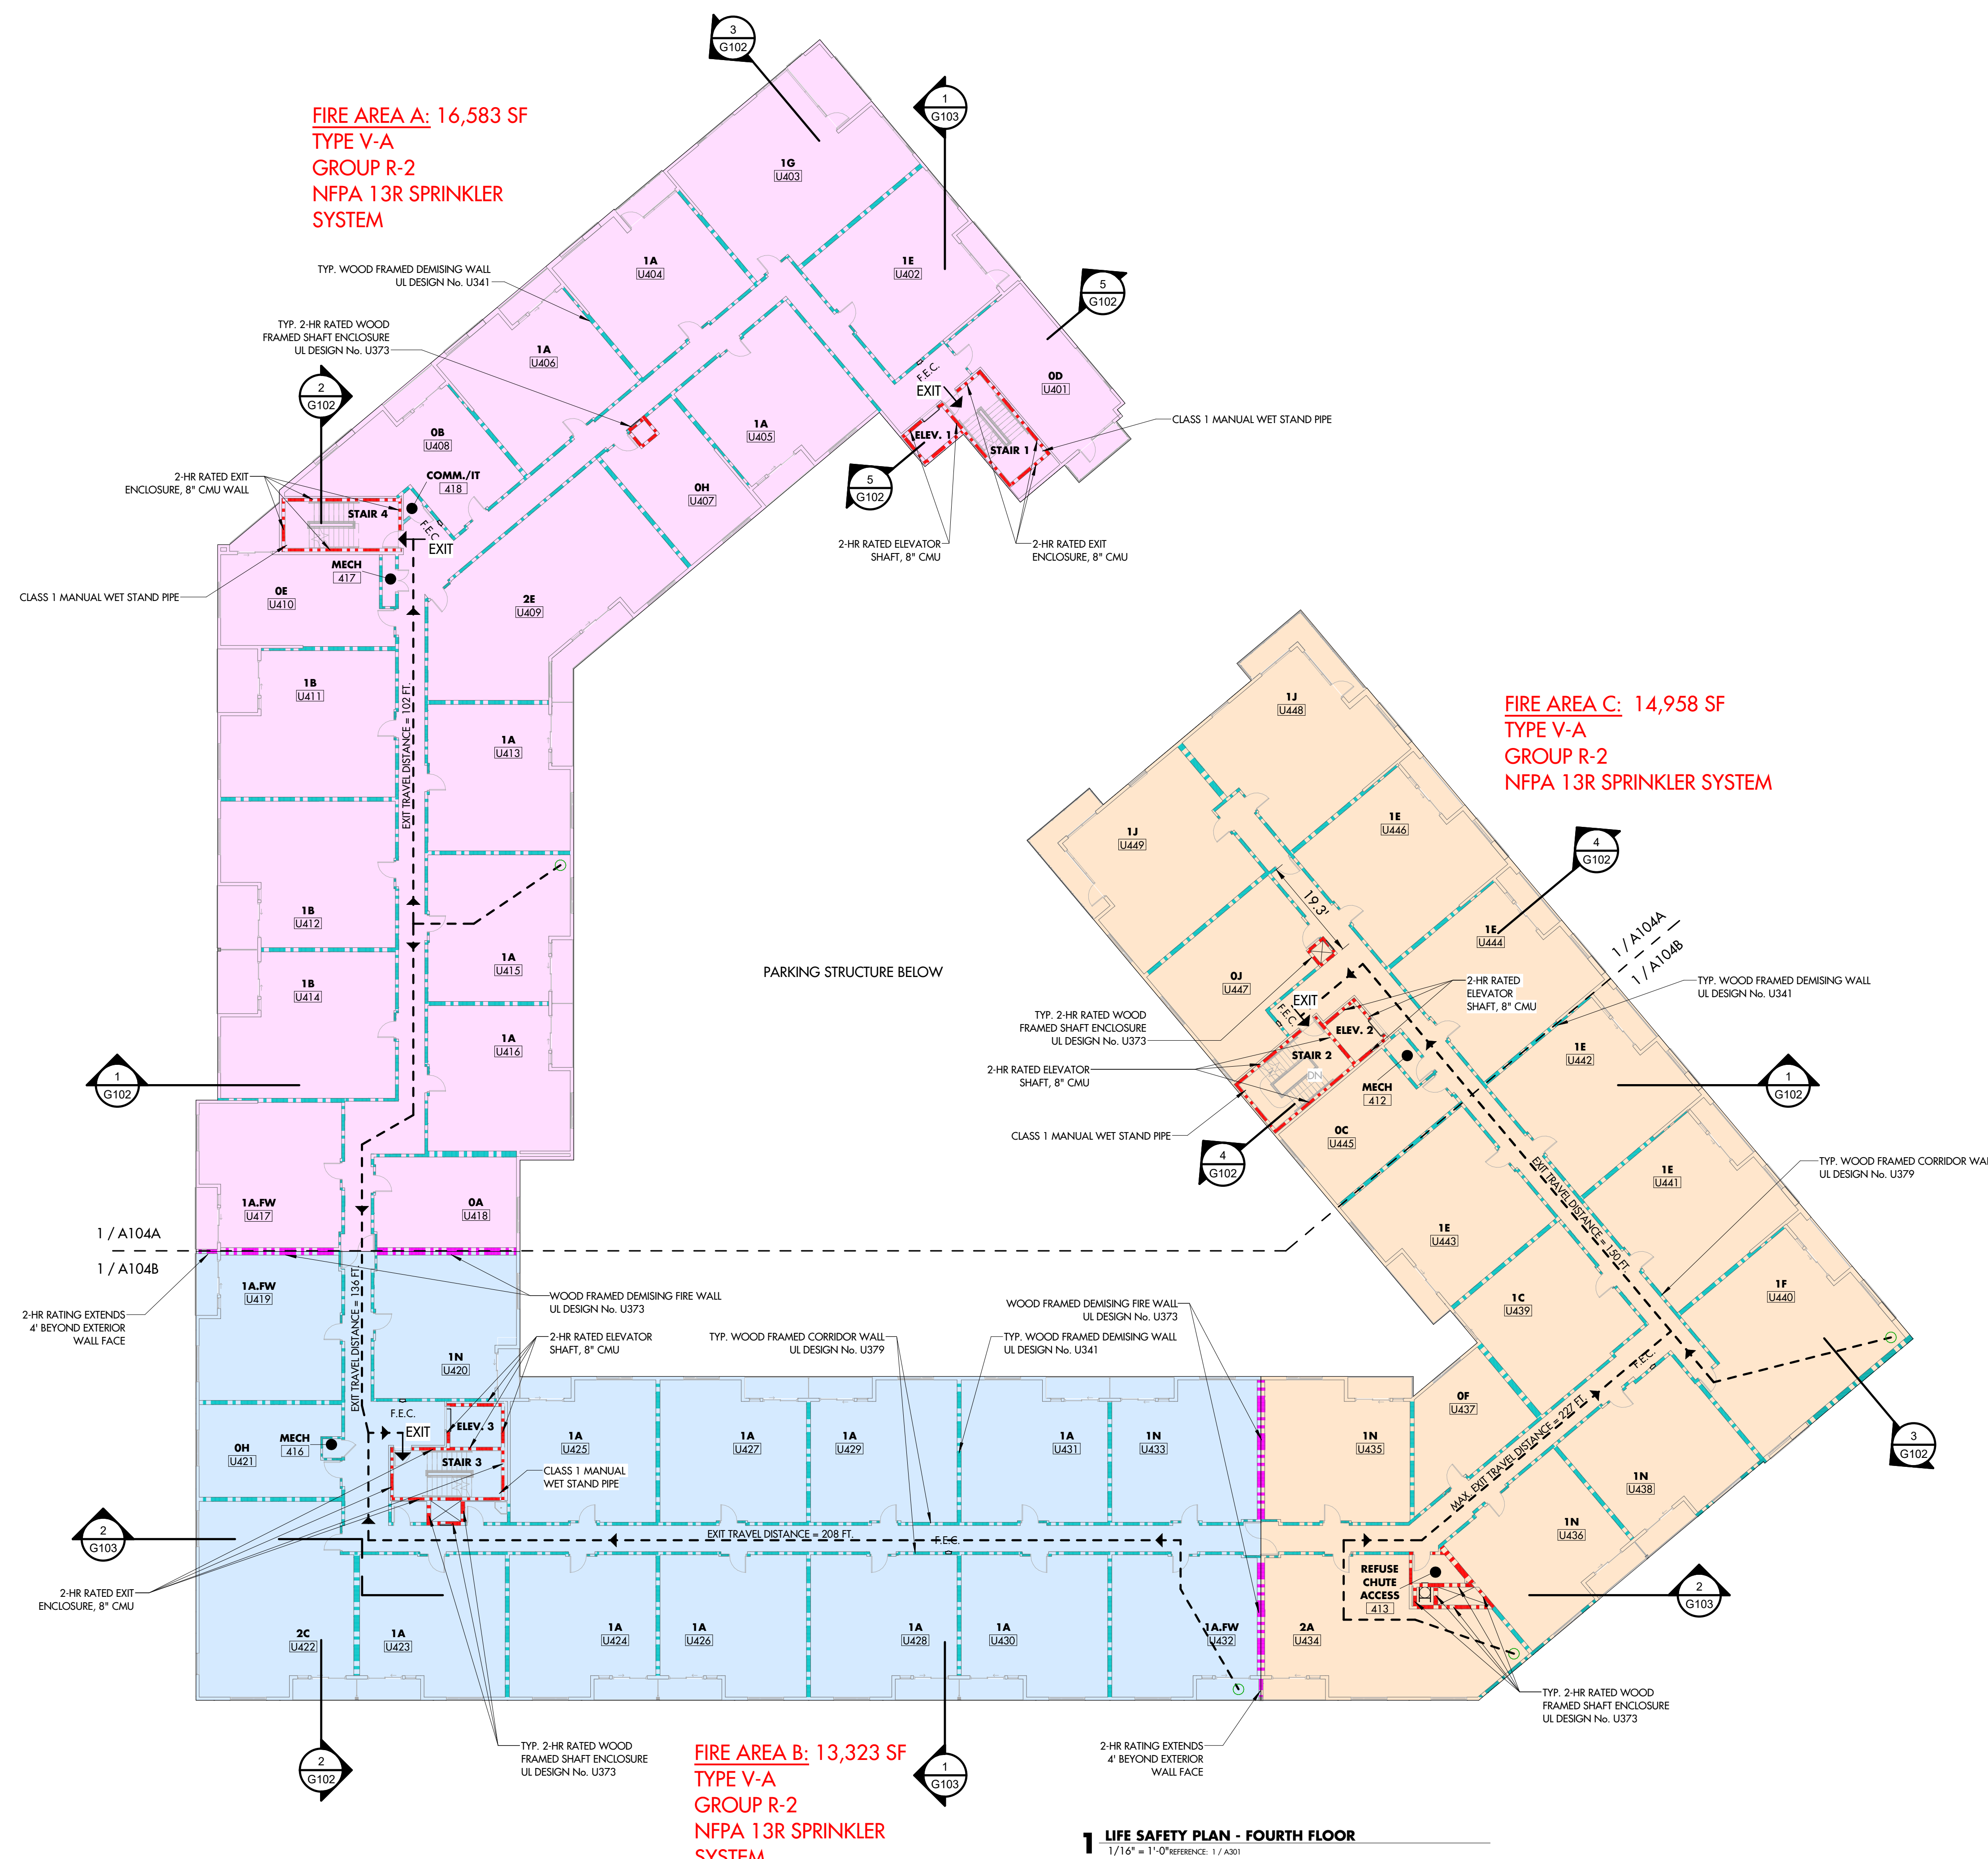 3
G102
1
G103
FIRE AREA A: 16,583 SF
TYPE V-A
GROUP R-2
NFPA 13R SPRINKLER
SYSTEM
1G
U403
TYP. WOOD FRAMED DEMISING WALL
UL DESIGN No. U341
1A
U404
1E
U402
5
G102
TYP. 2-HR RATED WOOD
FRAMED SHAFT ENCLOSURE
UL DESIGN No. U373
1A
U406
2
G102
F.E.C.
EXIT
0D
U401
CLASS 1 MANUAL WET STAND PIPE
0B
U408
1A
U405
ELEV. 1
STAIR 1
2-HR RATED EXIT
ENCLOSURE, 8" CMU WALL
COMM./IT
418
0H
U407
5
G102
STAIR 4
F.E.C.
EXIT
2-HR RATED ELEVATOR
SHAFT, 8" CMU
2-HR RATED EXIT
ENCLOSURE, 8" CMU
MECH
417
CLASS 1 MANUAL WET STAND PIPE
0E
U410
2E
U409
1B
U411
EXIT TRAVEL DISTANCE = 102 FT.
1A
U413
1J
U448
FIRE AREA C: 14,958 SF
TYPE V-A
GROUP R-2
NFPA 13R SPRINKLER SYSTEM
1J
U449
1E
U446
4
G102
1B
U412
19.3'
1E
U444
1 / A104A
1 / A104B
1A
U415
PARKING STRUCTURE BELOW
1B
U414
0J
U447
2-HR RATED
ELEVATOR
SHAFT, 8" CMU
TYP. WOOD FRAMED DEMISING WALL
UL DESIGN No. U341
EXIT
F.E.C.
TYP. 2-HR RATED WOOD
FRAMED SHAFT ENCLOSURE
UL DESIGN No. U373
ELEV. 2
STAIR 2
DN
1A
U416
1E
U442
2-HR RATED ELEVATOR
SHAFT, 8" CMU
1
G102
MECH
412
1
G102
CLASS 1 MANUAL WET STAND PIPE
0C
U445
4
G102
EXIT TRAVEL DISTANCE = 150 FT.
1E
U441
TYP. WOOD FRAMED CORRIDOR WA
UL DESIGN No. U379
1A.FW
U417
0A
U418
1 / A104A
1 / A104B
1E
U443
1A.FW
U419
EXIT TRAVEL DISTANCE = 136 FT.
WOOD FRAMED DEMISING FIRE WALL
UL DESIGN No. U373
2-HR RATING EXTENDS
4' BEYOND EXTERIOR
WALL FACE
1N
U420
2-HR RATED ELEVATOR
SHAFT, 8" CMU
TYP. WOOD FRAMED CORRIDOR WALL
UL DESIGN No. U379
WOOD FRAMED DEMISING FIRE WALL
UL DESIGN No. U373
TYP. WOOD FRAMED DEMISING WALL
UL DESIGN No. U341
1C
U439
1F
U440
F.E.C.
0F
U437
F.E.C.
EXIT
ELEV. 3
MECH
416
0H
U421
STAIR 3
CLASS 1 MANUAL
WET STAND PIPE
1A
U425
1A
U427
1A
U429
1A
U431
1N
U433
1N
U435
MAX. EXIT TRAVEL DISTANCE = 227 FT.
1N
U438
3
G102
1N
U436
2
G103
EXIT TRAVEL DISTANCE = 208 FT.
F.E.C.
REFUSE
CHUTE
ACCESS
413
2-HR RATED EXIT
ENCLOSURE, 8" CMU
2
G103
2C
U422
1A
U423
1A
U424
1A
U426
1A
U428
1A
U430
1A.FW
U432
2A
U434
TYP. 2-HR RATED WOOD
FRAMED SHAFT ENCLOSURE
UL DESIGN No. U373
2
G102
TYP. 2-HR RATED WOOD
FRAMED SHAFT ENCLOSURE
UL DESIGN No. U373
FIRE AREA B: 13,323 SF
TYPE V-A
GROUP R-2
NFPA 13R SPRINKLER
SYSTEM
1
G103
2-HR RATING EXTENDS
4' BEYOND EXTERIOR
WALL FACE
1 LIFE SAFETY PLAN - FOURTH FLOOR
1/16" = 1'-0" REFERENCE: 1 / A301